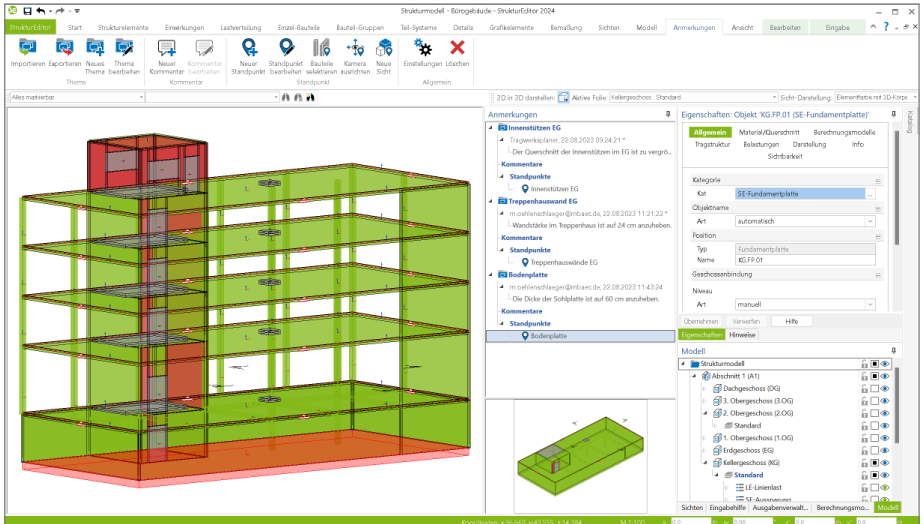 Strukturmodell - Bürogebäude - StrukturEditor 2024
StrukturEditor Start Strukturelemente Einwirkungen Lastverteilung Einzel-Bauteile Bauteil-Gruppen Teil-Systeme Details Grafikelemente Bemaßung Sichten Modell Anmerkungen Ansicht Bearbeiten Eingabe
Importieren Exportieren Neues Thema Thema bearbeiten Neuer Kommentar Kommentar bearbeiten Neuer Standpunkt Standpunkt bearbeiten Bauteile selektieren Kamera ausrichten Neue Sicht Einstellungen Löschen
Thema Kommentar Standpunkt Allgemein
Alles markierbar 2D in 3D darstellen: Aktive Folie: Kellergeschoss : Standard Sicht-Darstellung: Elementfarbe mit 3D-Körpe
Anmerkungen
Innenstützen EG
Tragwerksplaner, 22.08.2023 09:24:21 *
Der Querschnitt der Innenstützen im EG ist zu vergrö...
Kommentare
Standpunkte
Innenstützen EG
Treppenhauswand EG
m.oehlenschlaeger@mbaec.de, 22.08.2023 11:21:22 *
Wandstärke im Treppenhaus ist auf 24 cm anzuheben.
Kommentare
Standpunkte
Treppenhauswände EG
Bodenplatte
m.oehlenschlaeger@mbaec.de, 22.08.2023 11:43:24
Die Dicke der Sohlplatte ist auf 60 cm anzuheben.
Kommentare
Standpunkte
Bodenplatte
Eigenschaften: Objekt 'KG.FP.01 (SE-Fundamentplatte)'
Allgemein Material/Querschnitt Berechnungsmodelle
Tragstruktur Belastungen Darstellung Info
Sichtbarkeit
Kategorie
Kat SE-Fundamentplatte ...
Objektname
Art automatisch
Position
Typ Fundamentplatte
Name KG.FP.01
Geschossanbindung
Niveau
Art manuell
Übernehmen Verwerfen Hilfe
Eigenschaften Hinweise
Katalog
Modell
Strukturmodell
Abschnitt 1 (A1)
Dachgeschoss (DG)
3. Obergeschoss (3.OG)
2. Obergeschoss (2.OG)
Standard
1. Obergeschoss (1.OG)
Erdgeschoss (EG)
Kellergeschoss (KG)
Standard
LE-Linienlast
SE-Aussparung
Sichten Eingabehilfe Ausgabenverwalt... Berechnungsmo... Modell
M 1:100